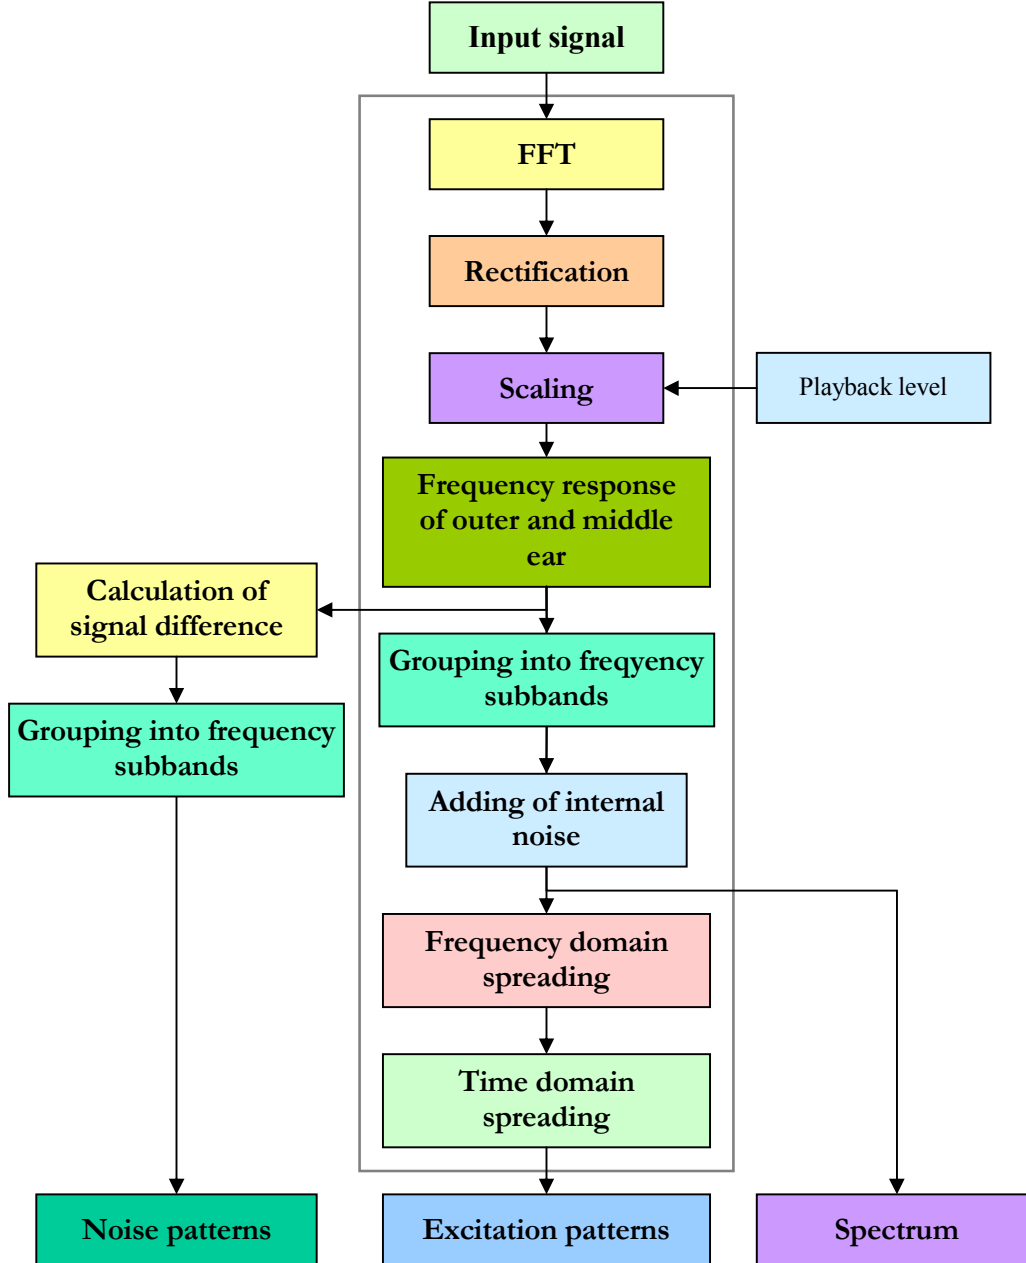 Input signal
FFT
Rectification
Scaling
Playback level
Frequency response
of outer and middle
ear
Calculation of
signal difference
Grouping into freqyency
subbands
Grouping into frequency
subbands
Adding of internal
noise
Frequency domain
spreading
Time domain
spreading
Noise patterns
Excitation patterns
Spectrum